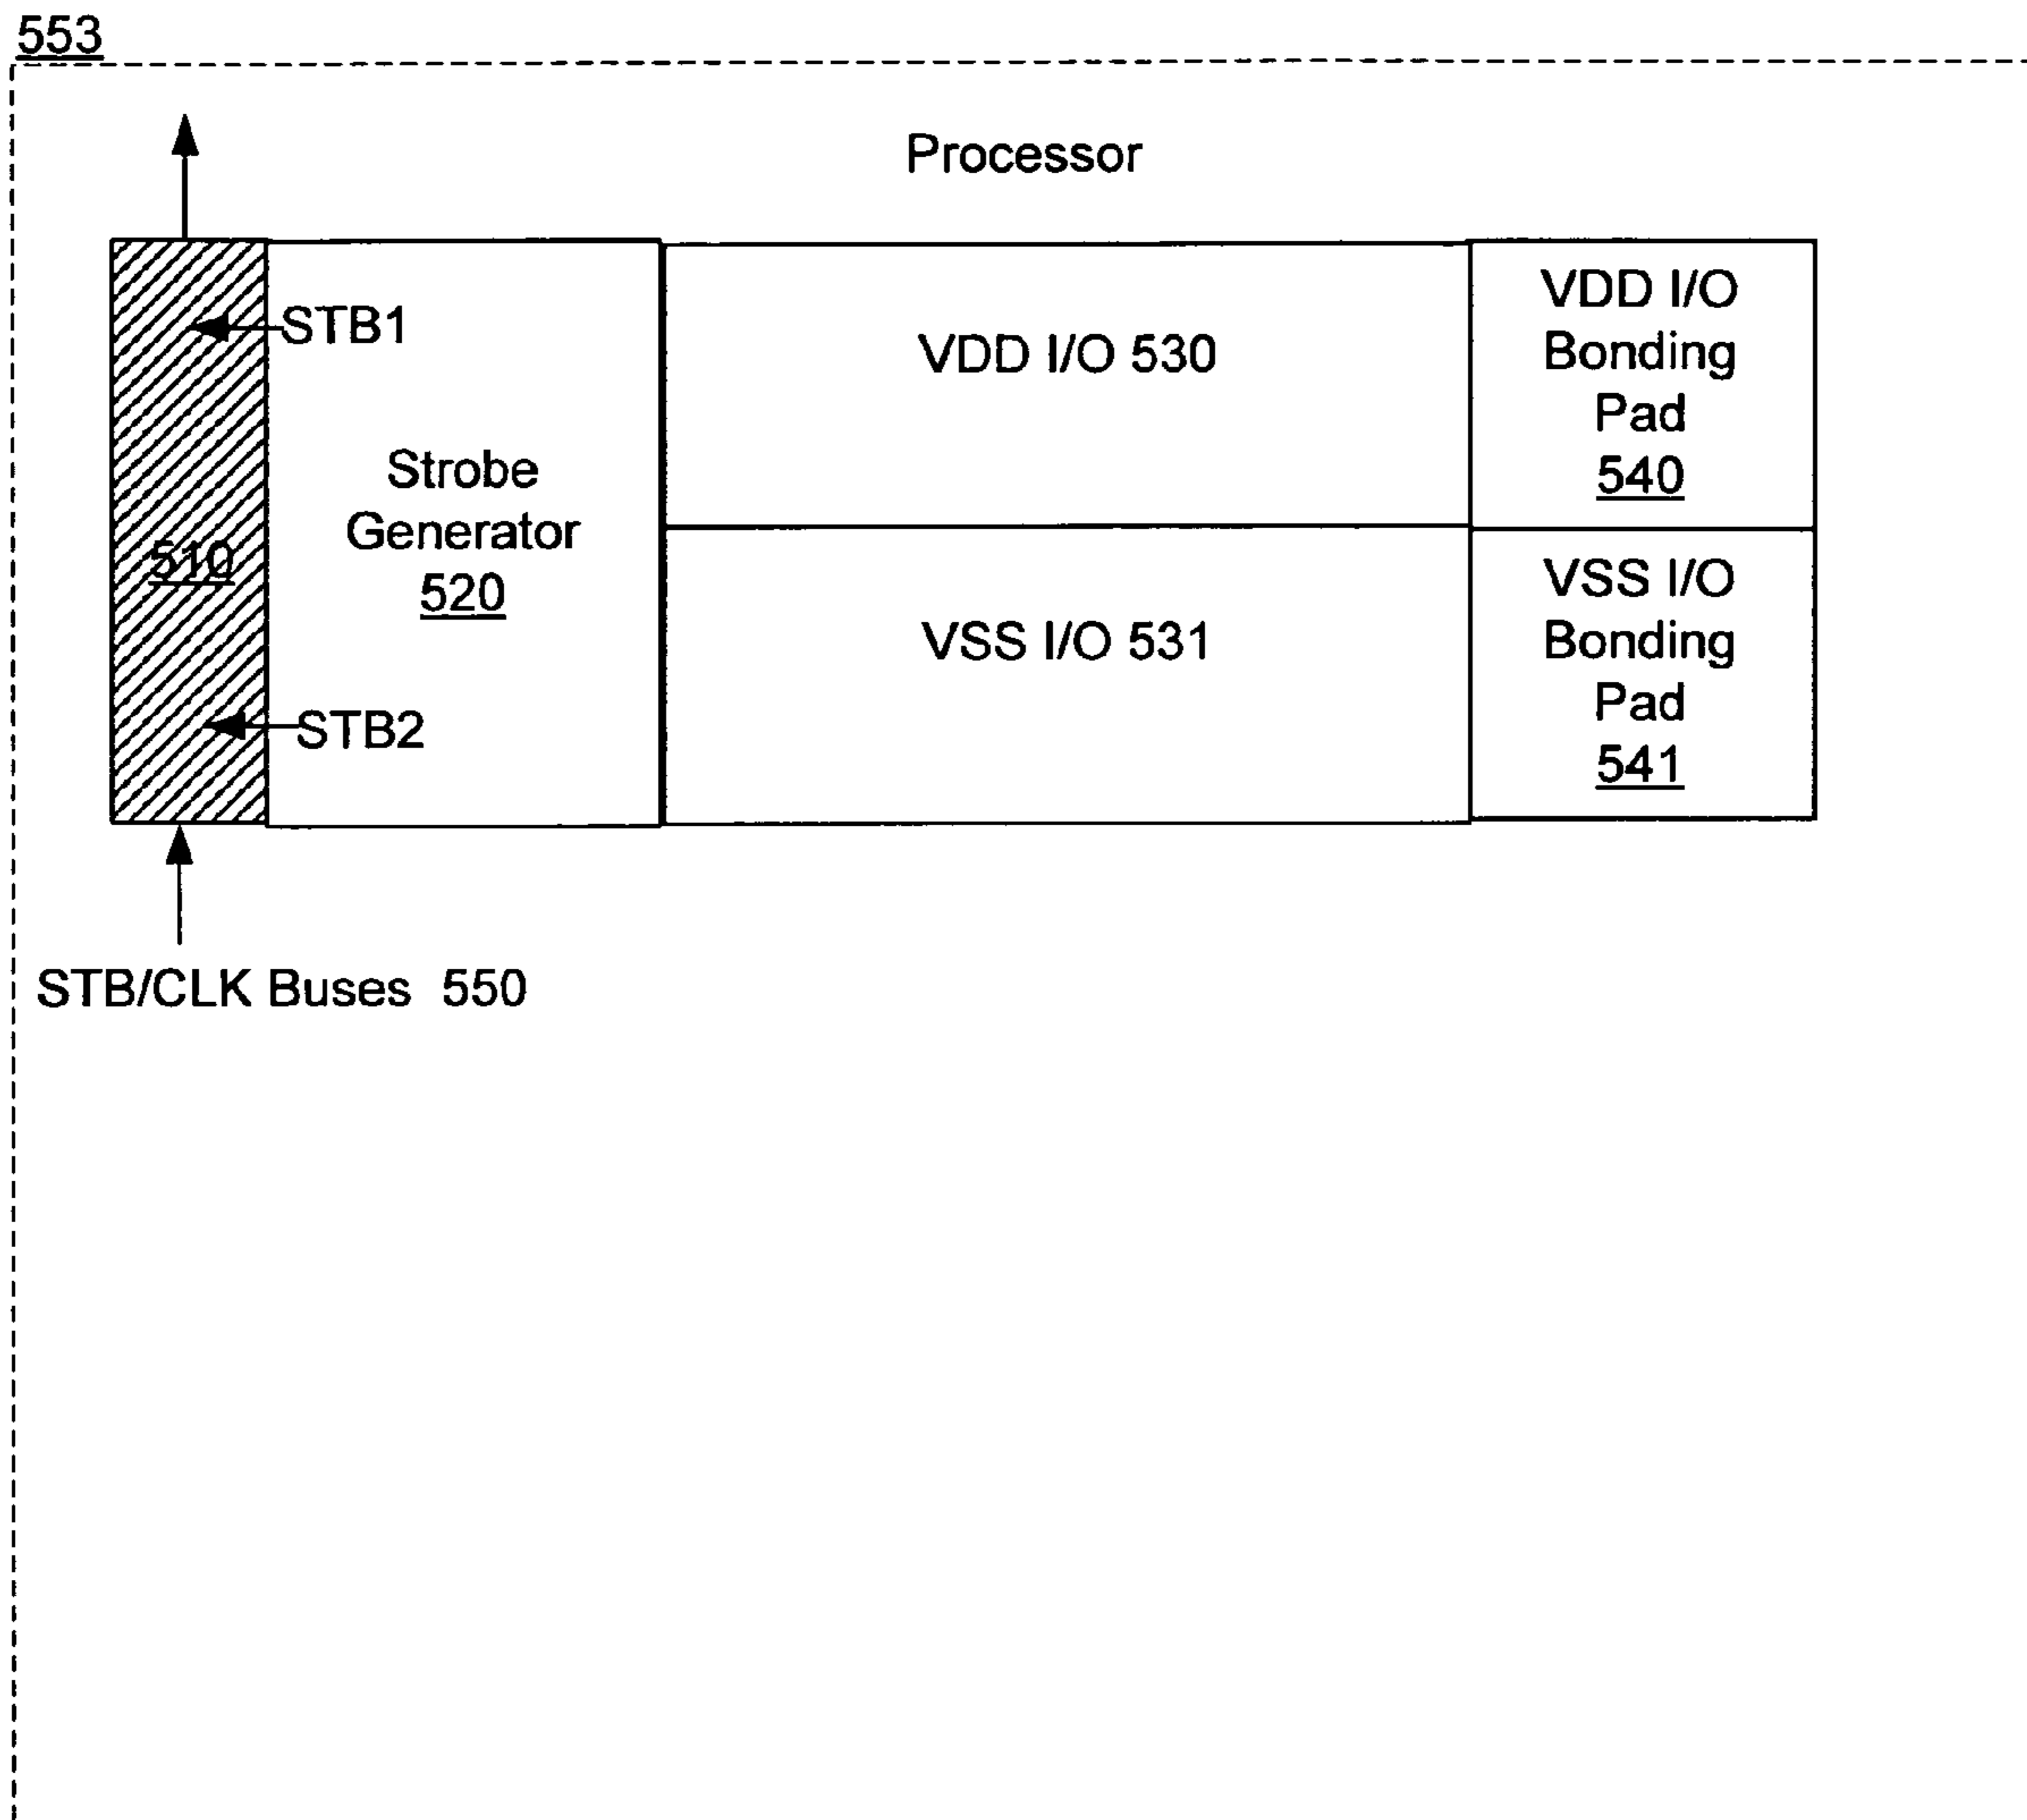 553
Processor
STB1
VDD I/O 530
VDD I/O
Bonding
Pad
540
Strobe
Generator
520
510
STB2
VSS I/O 531
VSS I/O
Bonding
Pad
541
STB/CLK Buses 550